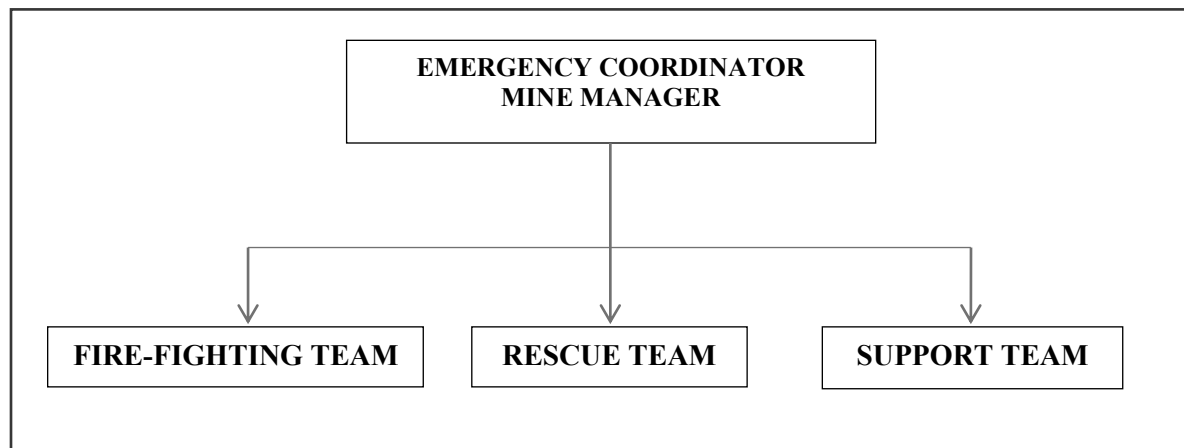 EMERGENCY COORDINATOR
MINE MANAGER
FIRE-FIGHTING TEAM
RESCUE TEAM
SUPPORT TEAM